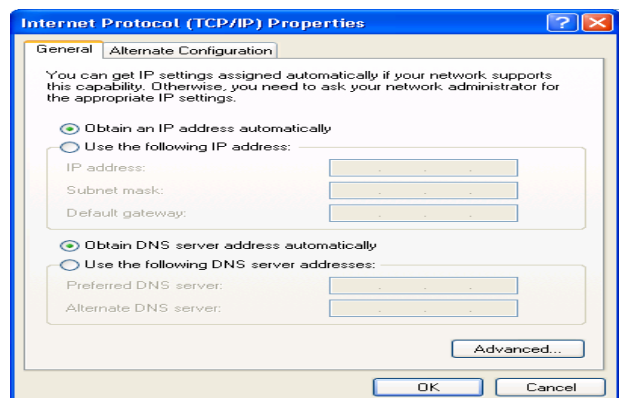 Internet Protocol (TCP/IP) Properties
General
Alternate Configuration
You can get IP settings assigned automatically if your network supports
this capability. Otherwise, you need to ask your network administrator for
the appropriate IP settings.
Obtain an IP address automatically
Use the following IP address:
IP address:
Subnet mask:
Default gateway:
Obtain DNS server address automatically
Use the following DNS server addresses:
Preferred DNS server:
Alternate DNS server:
Advanced...
OK
Cancel